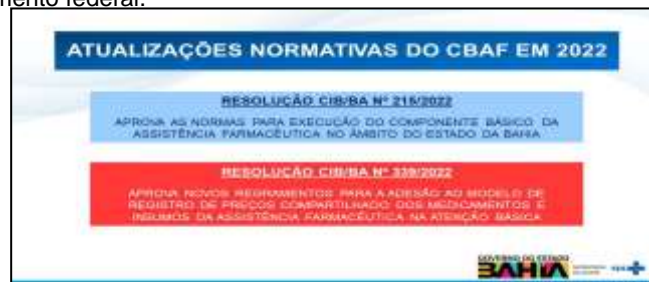 mento federal.
ATUALIZAÇÕES NORMATIVAS DO CBAF EM 2022
RESOLUÇÃO CIB/BA Nº 215/2022
APROVA AS NORMAS PARA EXECUÇÃO DO COMPONENTE BÁSICO DA
ASSISTÊNCIA FARMACÊUTICA NO ÂMBITO DO ESTADO DA BAHIA
RESOLUÇÃO CIB/BA Nº 339/2022
APROVA NOVOS REGRAMENTOS PARA A ADESÃO AO MODELO DE
REGISTRO DE PREÇOS COMPARTILHADO DOS MEDICAMENTOS E
INSUMOS DA ASSISTÊNCIA FARMACÊUTICA NA ATENÇÃO BÁSICA
GOVERNO DO ESTADO
BAHIA